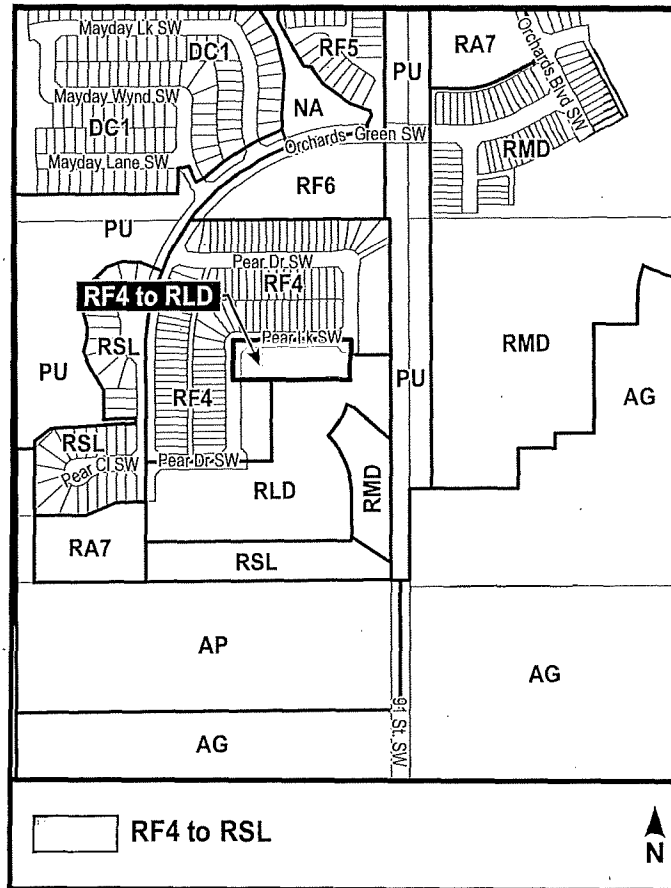 Mayday Lk SW
DC1
RF5
RA7
Orchards Blvd SW
PU
Mayday Wynd SW
NA
DC1
Orchards Green SW
Mayday Lane SW
RMD
RF6
PU
Pear Dr SW
RF4
RF4 to RLD
Pear Lk SW
RSL
RMD
PU
PU
AG
RF4
RSL
Pear Cl SW
Pear Dr SW
RLD
RMD
RA7
RSL
AP
AG
91 St. SW
AG
RF4 to RSL
N